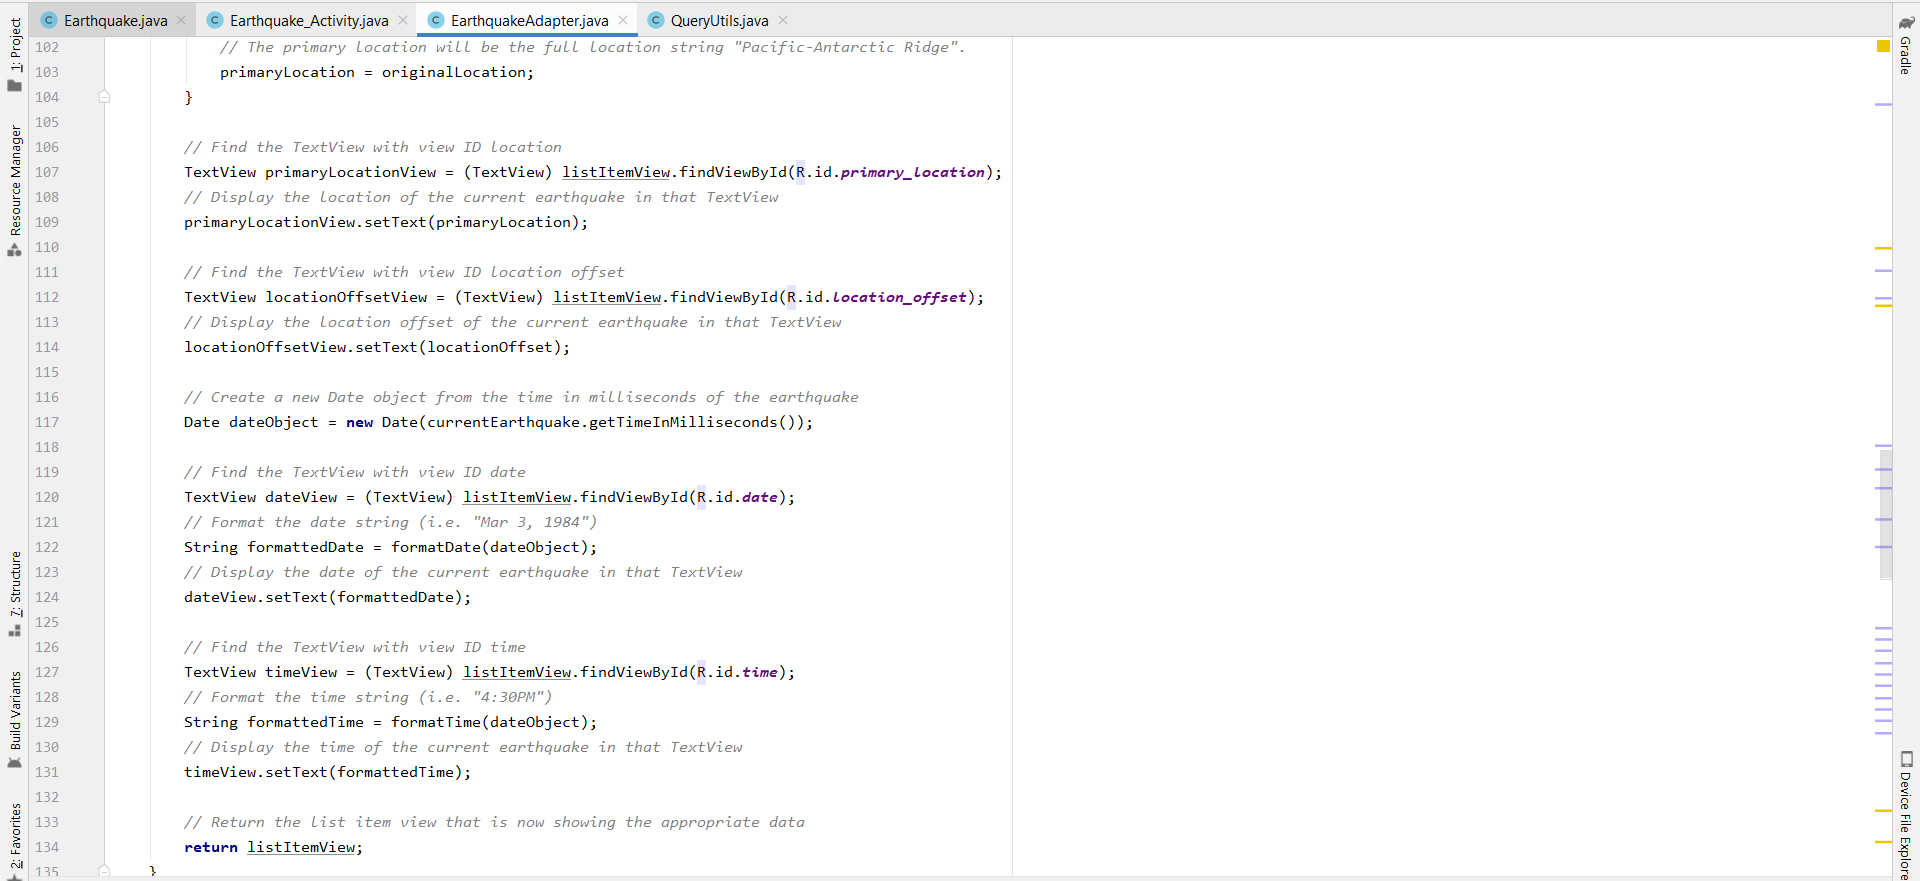 Earthquake.java
Earthquake_Activity.java
EarthquakeAdapter.java
QueryUtils.java
1: Project
Resource Manager
7: Structure
Build Variants
2: Favorites
102 // The primary location will be the full location string "Pacific-Antarctic Ridge".
103 primaryLocation = originalLocation;
104 }
105
106 // Find the TextView with view ID location
107 TextView primaryLocationView = (TextView) listItemView.findViewById(R.id.primary_location);
108 // Display the location of the current earthquake in that TextView
109 primaryLocationView.setText(primaryLocation);
110
111 // Find the TextView with view ID location offset
112 TextView locationOffsetView = (TextView) listItemView.findViewById(R.id.location_offset);
113 // Display the location offset of the current earthquake in that TextView
114 locationOffsetView.setText(locationOffset);
115
116 // Create a new Date object from the time in milliseconds of the earthquake
117 Date dateObject = new Date(currentEarthquake.getTimeInMilliseconds());
118
119 // Find the TextView with view ID date
120 TextView dateView = (TextView) listItemView.findViewById(R.id.date);
121 // Format the date string (i.e. "Mar 3, 1984")
122 String formattedDate = formatDate(dateObject);
123 // Display the date of the current earthquake in that TextView
124 dateView.setText(formattedDate);
125
126 // Find the TextView with view ID time
127 TextView timeView = (TextView) listItemView.findViewById(R.id.time);
128 // Format the time string (i.e. "4:30PM")
129 String formattedTime = formatTime(dateObject);
130 // Display the time of the current earthquake in that TextView
131 timeView.setText(formattedTime);
132
133 // Return the list item view that is now showing the appropriate data
134 return listItemView;
135 }
Gradle
Device File Explore